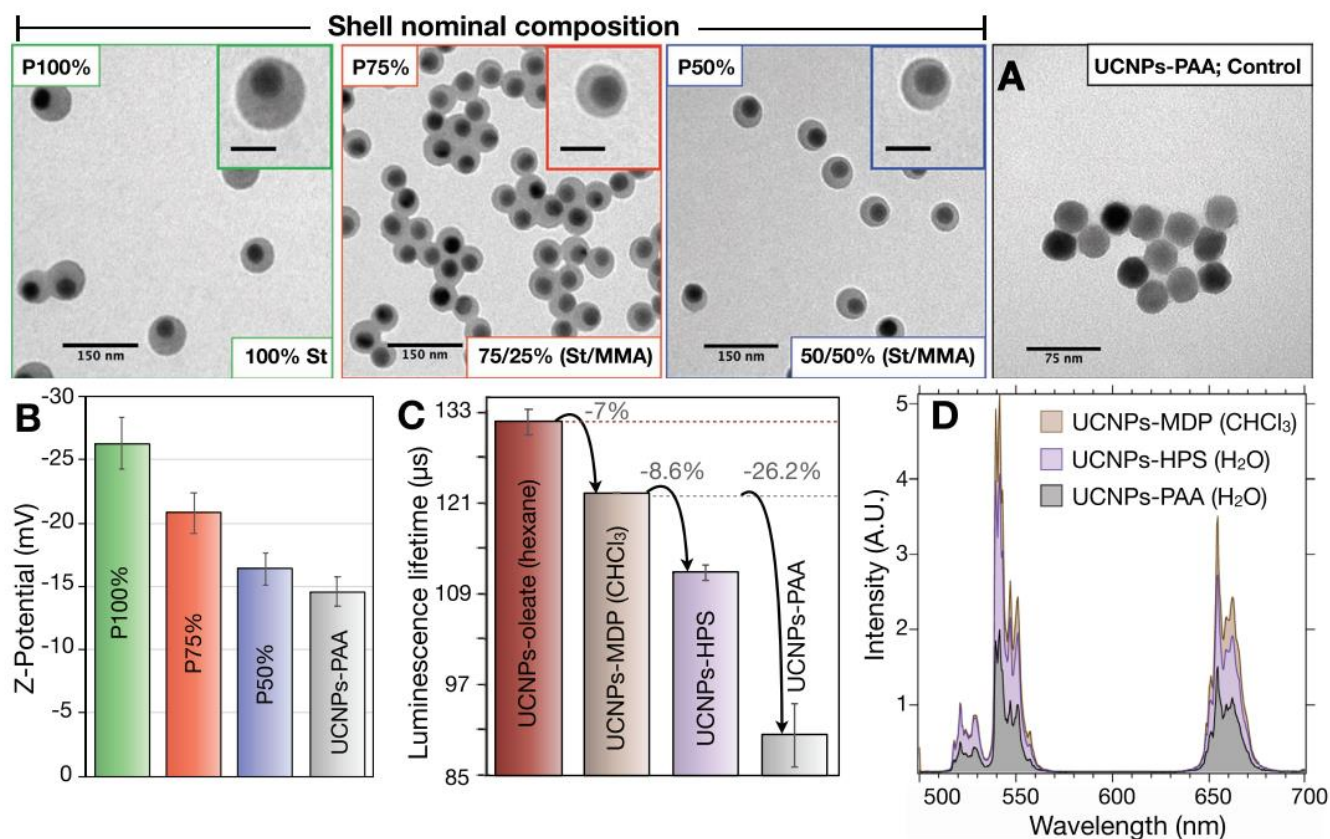 Shell nominal composition
P100%
150 nm
100% St
P75%
150 nm
75/25% (St/MMA)
P50%
150 nm
50/50% (St/MMA)
A
UCNPs-PAA; Control
75 nm
B
Z-Potential (mV)
-30
-20
-15
-10
-5
0
P100%
P75%
P50%
UCNPs-PAA
C
Luminescence lifetime (µs)
133
121
109
97
85
-7%
-8.6%
-26.2%
UCNPs-oleate (hexane)
UCNPs-MDP (CHCl₃)
UCNPs-HPS
UCNPs-PAA
D
Intensity (A.U.)
5
4
3
2
1
UCNPs-MDP (CHCl₃)
UCNPs-HPS (H₂O)
UCNPs-PAA (H₂O)
500 550 600 650 700
Wavelength (nm)